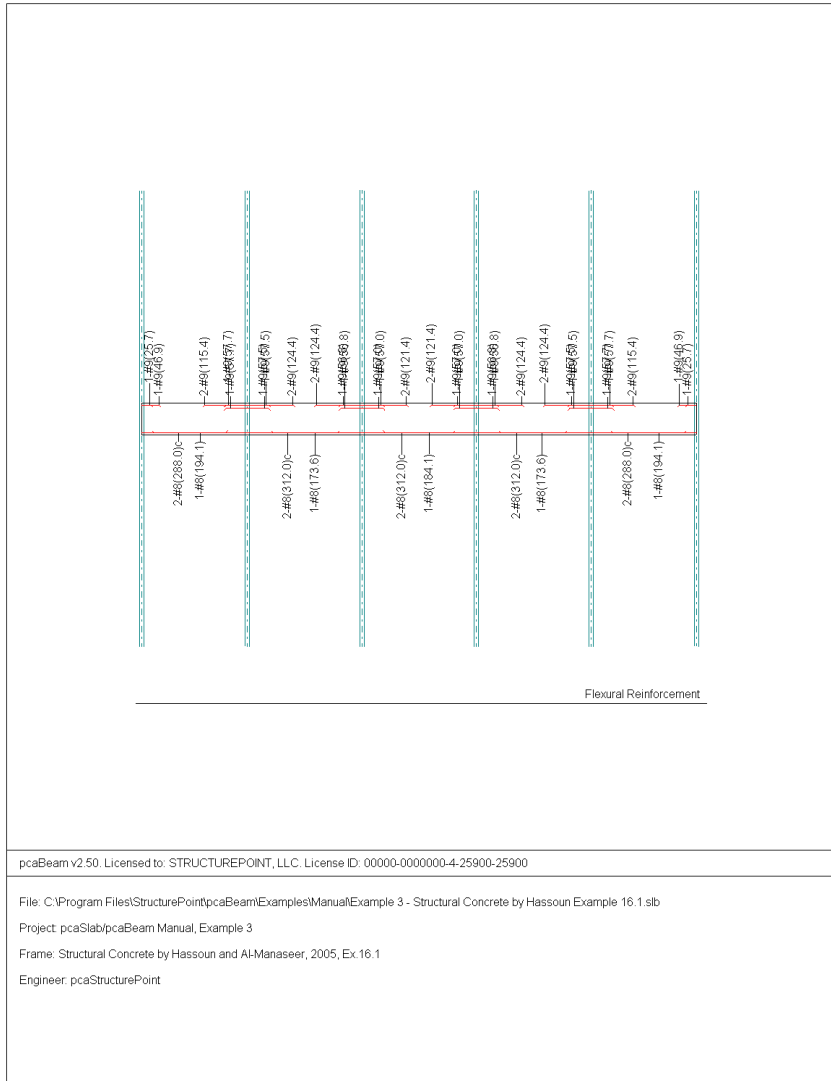 1-#9(25.7)
1-#9(46.9)
2-#9(115.4)
1-#9(57.7)
2-#9(124.4)
2-#9(124.4)
2-#9(121.4)
2-#9(121.4)
2-#9(124.4)
2-#9(124.4)
2-#9(115.4)
1-#9(46.9)
1-#9(25.7)
2-#8(288.0)c
1-#8(194.1)
2-#8(312.0)c
1-#8(173.6)
2-#8(312.0)c
1-#8(184.1)
2-#8(312.0)c
1-#8(173.6)
2-#8(288.0)c
1-#8(194.1)
Flexural Reinforcement
pcaBeam v2.50. Licensed to: STRUCTUREPOINT, LLC. License ID: 00000-0000000-4-25900-25900
File: C:\Program Files\StructurePoint\pcaBeam\Examples\Manual\Example 3 - Structural Concrete by Hassoun Example 16.1.slb
Project: pcaSlab/pcaBeam Manual, Example 3
Frame: Structural Concrete by Hassoun and Al-Manaseer, 2005, Ex.16.1
Engineer: pcaStructurePoint